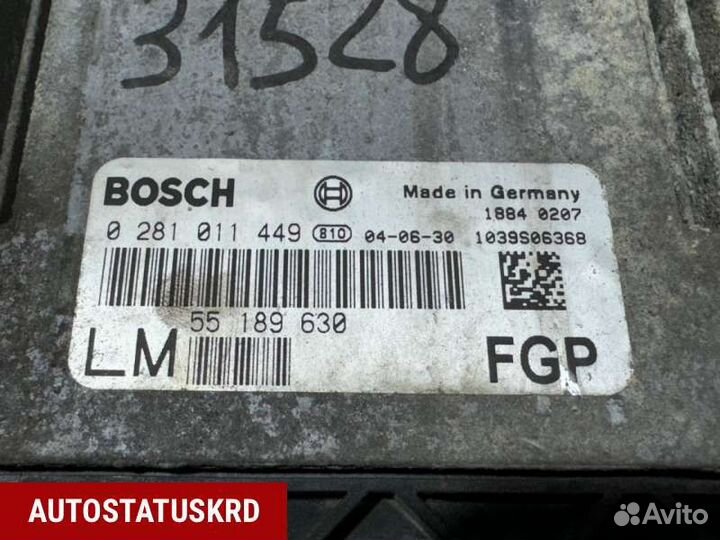 31528
BOSCH
Made in Germany
1884 0207
0 281 011 449 810 04-06-30 1039S06368
55 189 630
LM
FGP
AUTOSTATUSKRD
Avito